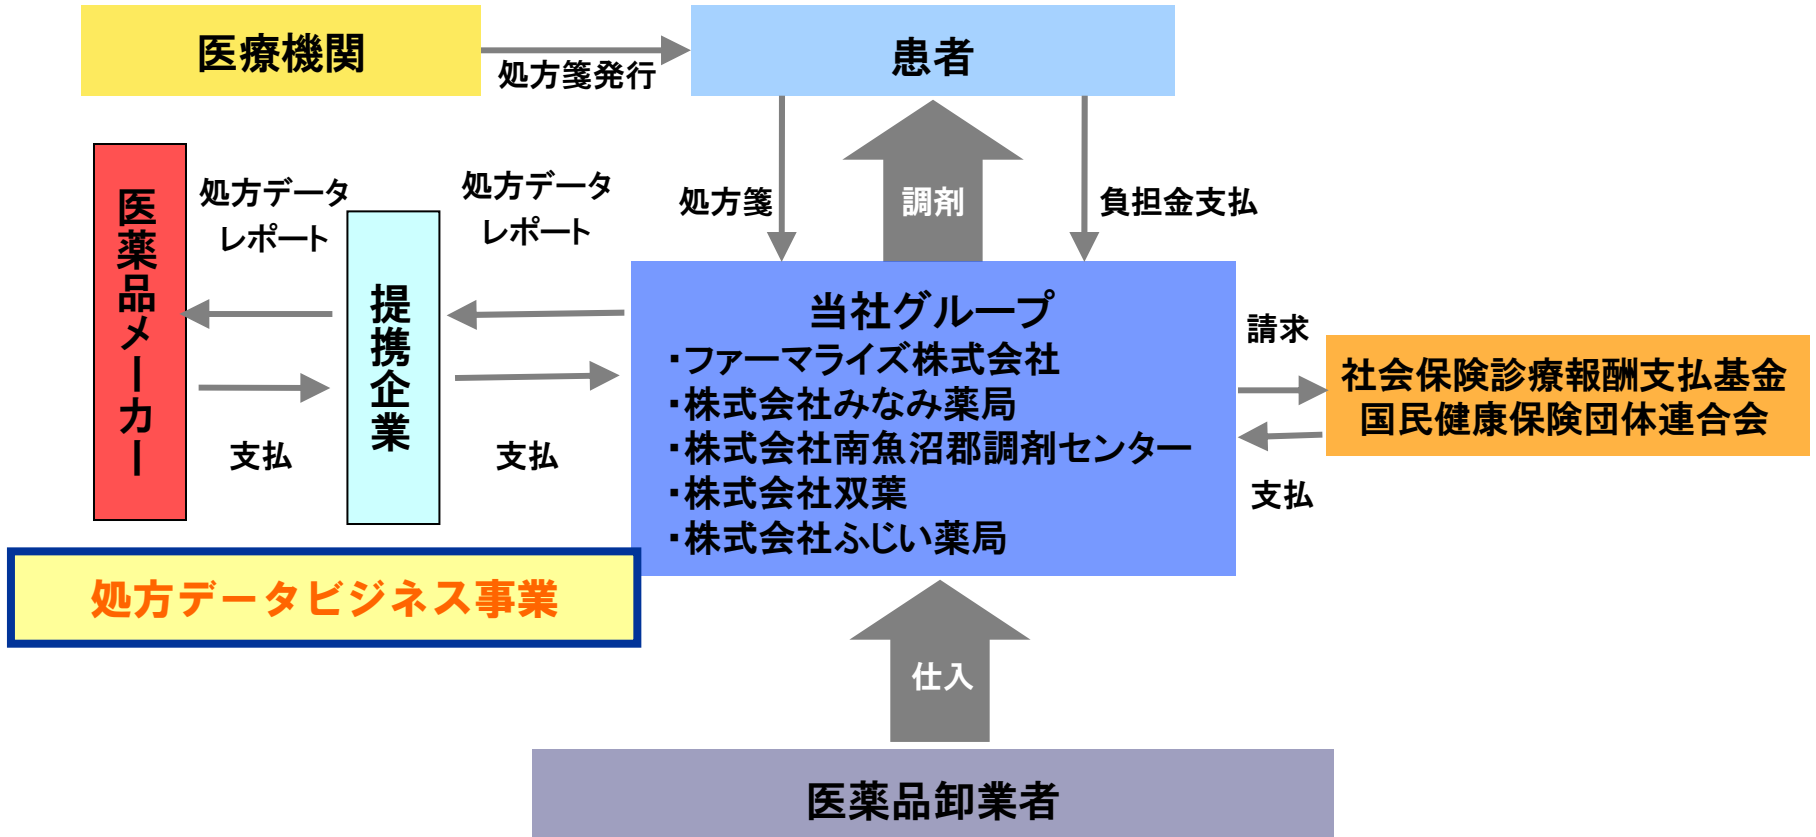 医療機関
処方箋発行
患者
処方箋
調剤
負担金支払
医薬品メーカー
処方データ
レポート
支払
提携企業
処方データ
レポート
支払
当社グループ
・ファーマライズ株式会社
・株式会社みなみ薬局
・株式会社南魚沼郡調剤センター
・株式会社双葉
・株式会社ふじい薬局
請求
支払
社会保険診療報酬支払基金
国民健康保険団体連合会
処方データビジネス事業
仕入
医薬品卸業者